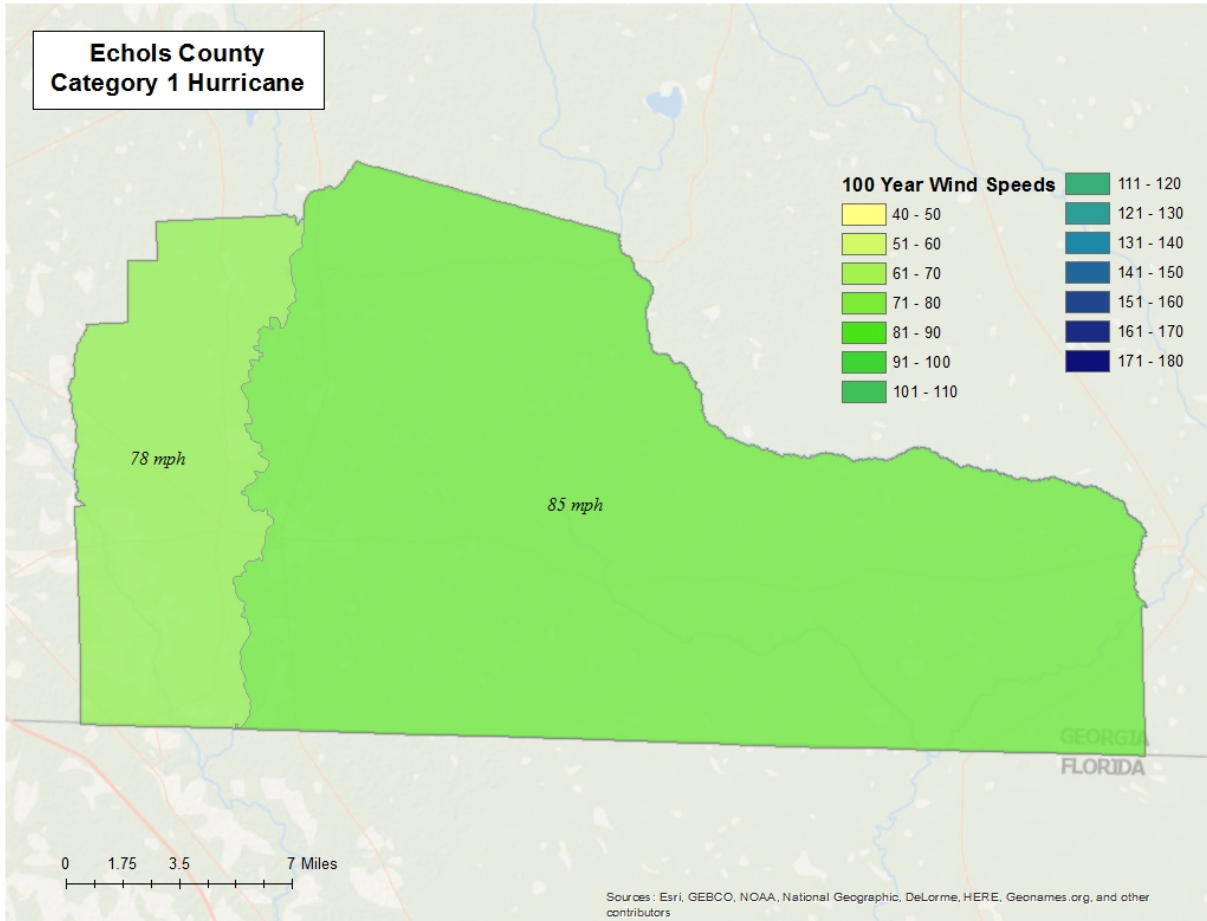 Echols County
Category 1 Hurricane
100 Year Wind Speeds
40 - 50
51 - 60
61 - 70
71 - 80
81 - 90
91 - 100
101 - 110
111 - 120
121 - 130
131 - 140
141 - 150
151 - 160
161 - 170
171 - 180
78 mph
85 mph
GEORGIA
FLORIDA
0 1.75 3.5 7 Miles
Sources: Esri, GEBCO, NOAA, National Geographic, DeLorme, HERE, Geonames.org, and other
contributors